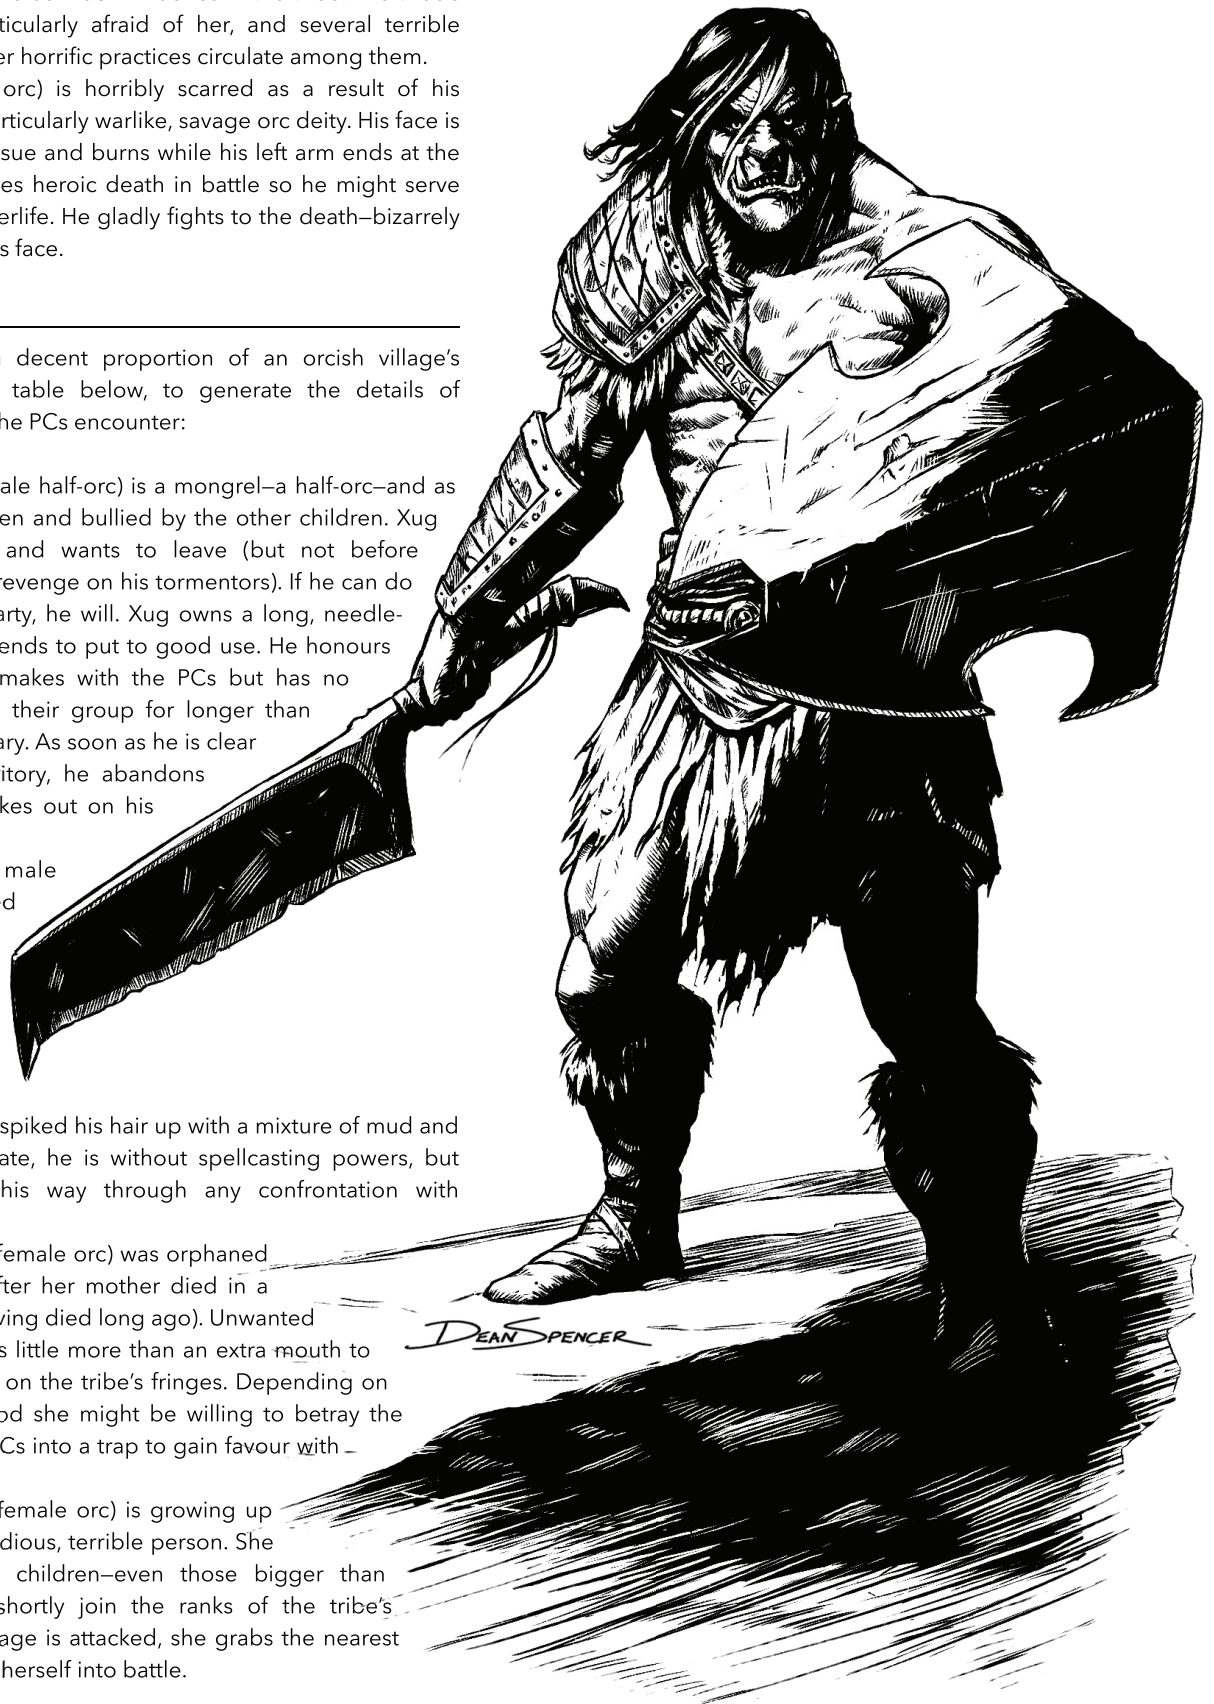 ticularly afraid of her, and several terrible
er horrific practices circulate among them.
orc) is horribly scarred as a result of his
rticularly warlike, savage orc deity. His face is
sue and burns while his left arm ends at the
es heroic death in battle so he might serve
erlife. He gladly fights to the death—bizarrely
s face.
decent proportion of an orcish village's
table below, to generate the details of
he PCs encounter:
ale half-orc) is a mongrel—a half-orc—and as
en and bullied by the other children. Xug
and wants to leave (but not before
revenge on his tormentors). If he can do
arty, he will. Xug owns a long, needle-
ends to put to good use. He honours
makes with the PCs but has no
their group for longer than
ary. As soon as he is clear
ritory, he abandons
kes out on his
male
ed
spiked his hair up with a mixture of mud and
ate, he is without spellcasting powers, but
his way through any confrontation with
female orc) was orphaned
fter her mother died in a
ving died long ago). Unwanted
s little more than an extra mouth to
on the tribe's fringes. Depending on
od she might be willing to betray the
Cs into a trap to gain favour with
female orc) is growing up
dious, terrible person. She
children—even those bigger than
shortly join the ranks of the tribe's
age is attacked, she grabs the nearest
herself into battle.
DEAN SPENCER